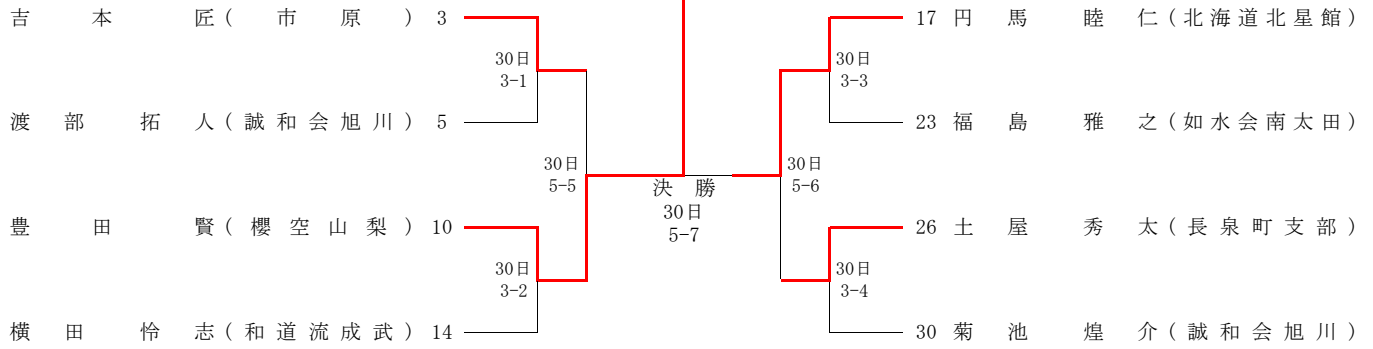 吉本匠(市原) 3
30日
3-1
渡部拓人(誠和会旭川) 5
30日
5-5
豊田賢(櫻空山梨) 10
30日
3-2
横田怜志(和道流成武) 14
決勝
30日
5-7
17 円馬睦仁(北海道北星館)
30日
3-3
23 福島雅之(如水会南太田)
30日
5-6
26 土屋秀太(長泉町支部)
30日
3-4
30 菊池煌介(誠和会旭川)